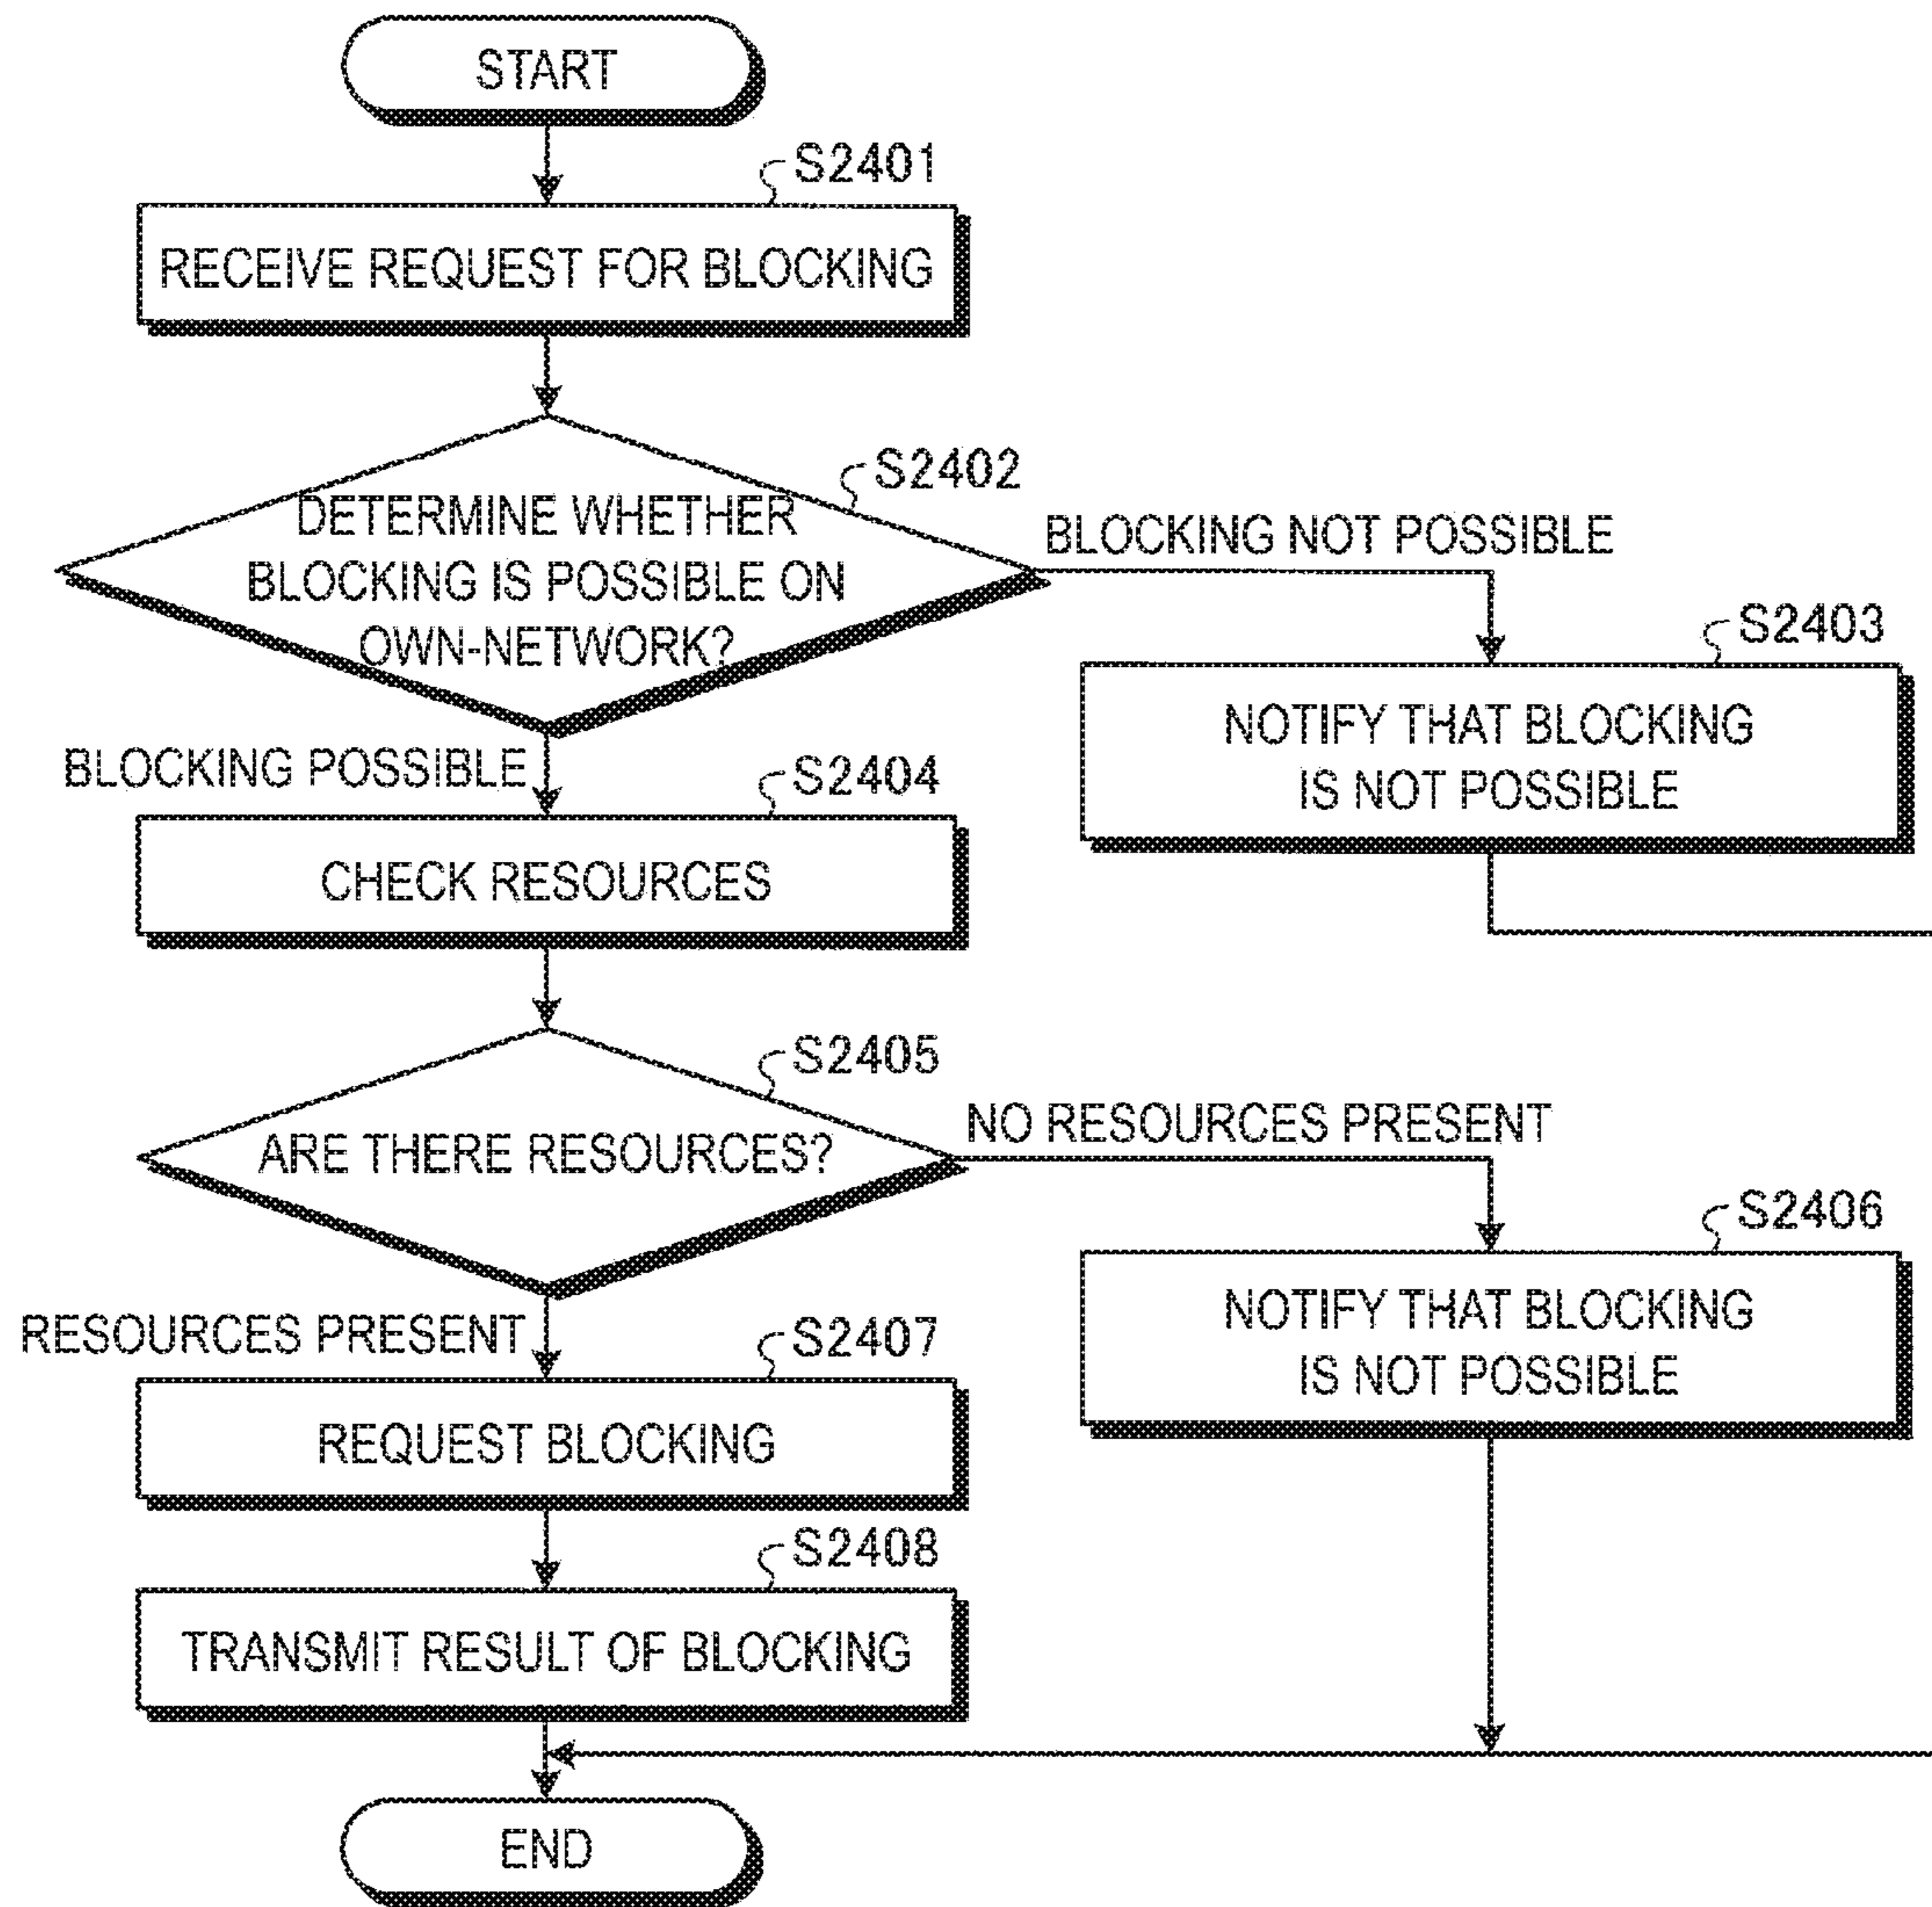 START
S2401
RECEIVE REQUEST FOR BLOCKING
S2402
DETERMINE WHETHER
BLOCKING IS POSSIBLE ON
OWN-NETWORK?
BLOCKING NOT POSSIBLE
S2403
NOTIFY THAT BLOCKING
IS NOT POSSIBLE
BLOCKING POSSIBLE
S2404
CHECK RESOURCES
S2405
ARE THERE RESOURCES?
NO RESOURCES PRESENT
S2406
NOTIFY THAT BLOCKING
IS NOT POSSIBLE
RESOURCES PRESENT
S2407
REQUEST BLOCKING
S2408
TRANSMIT RESULT OF BLOCKING
END